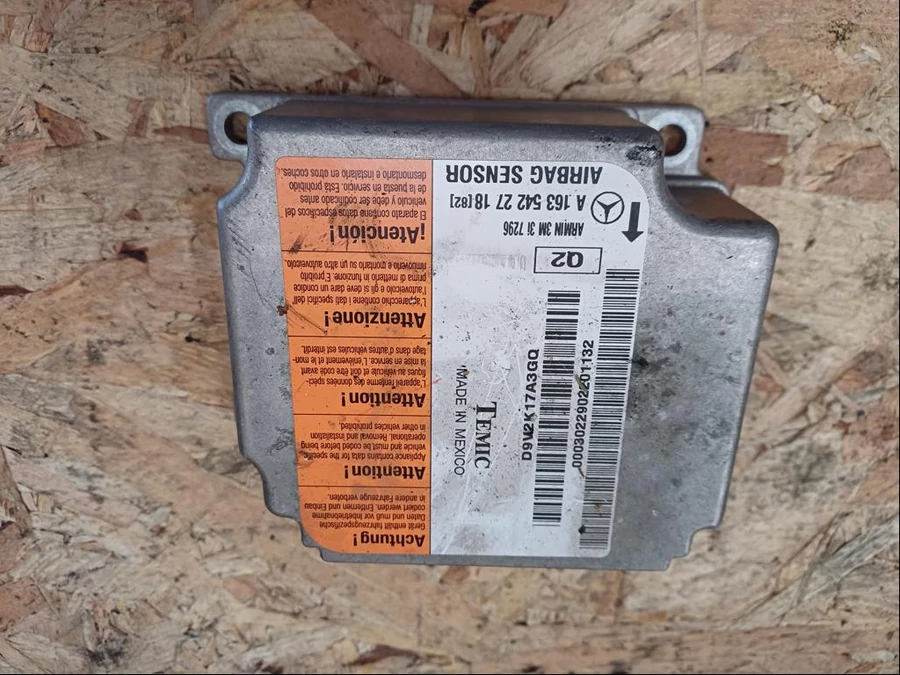 AIRBAG SENSOR
A 163 542 27 18 [82]
ARMIN 3M 3I 7296
Q2
D9W2K17A3GQ
0003022902201132
TEMIC
MADE IN MEXICO
Achtung!
Gerät enthält fahrzeugspezifische
Daten und muß vor Inbetriebnahme
codiert werden. Entfernen und Einbau
in andere Fahrzeuge verboten.
Attention!
Appliance contains data for the specific
vehicle and must be coded before being
operational. Removal and installation
in other vehicles prohibited.
Attention!
L'appareil renferme des données spéci-
fiques au véhicule et doit être codé avant
la mise en service. L'enlèvement et le mon-
tage dans d'autres véhicules est interdit.
Attenzione!
L'apparecchio contiene i dati specifici dell'
l'autoveicolo e gli si deve dare un codice
prima di metterlo in funzione. E'proibito
rimuoverlo e montarlo su un altro autoveicolo.
¡Atención!
El aparato contiene datos específicos del
vehículo y debe ser codificado antes
de la puesta en servicio. Está prohibido
desmontarlo e instalarlo en otros coches.